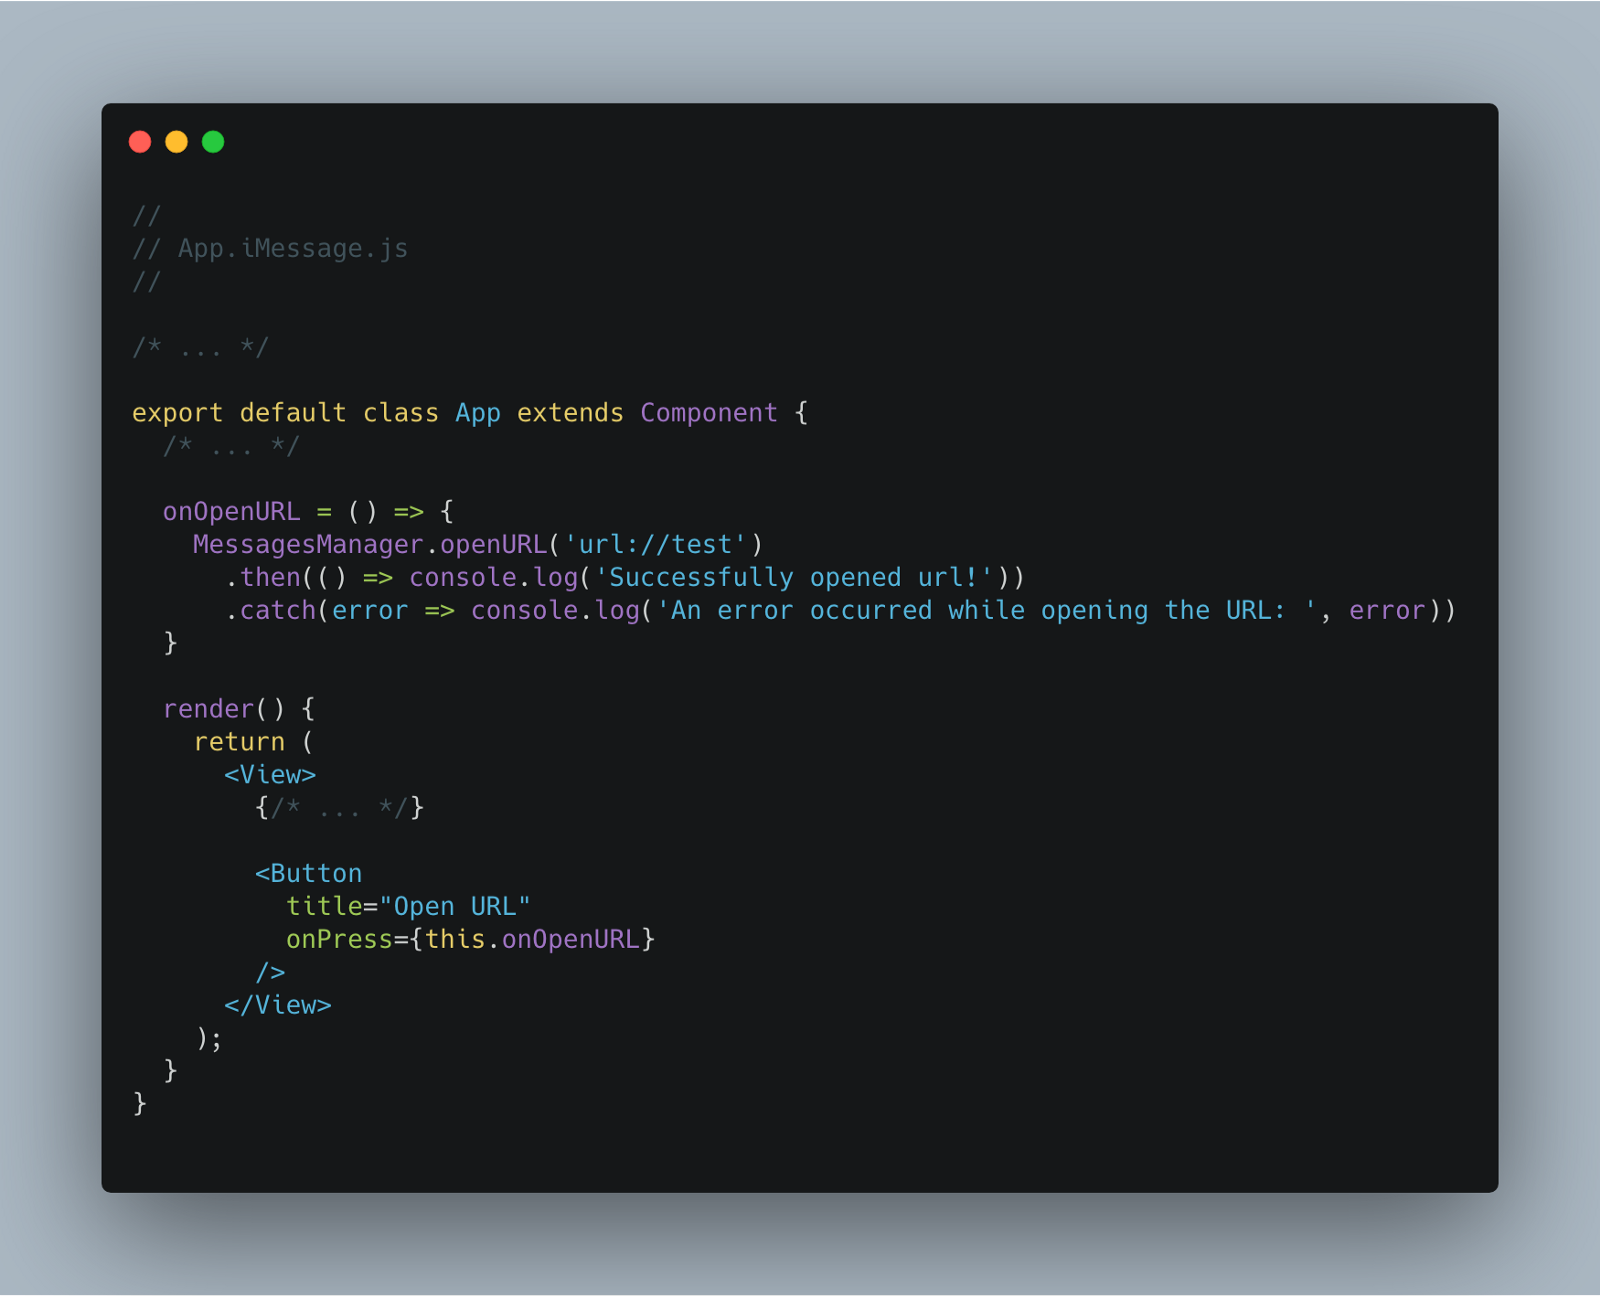 //
// App.iMessage.js
//
/* ... */
export default class App extends Component {
/* ... */
onOpenURL = () => {
MessagesManager.openURL('url://test')
.then(() => console.log('Successfully opened url!'))
.catch(error => console.log('An error occurred while opening the URL: ', error))
}
render() {
return (
<View>
{/* ... */}
<Button
title="Open URL"
onPress={this.onOpenURL}
/>
</View>
);
}
}